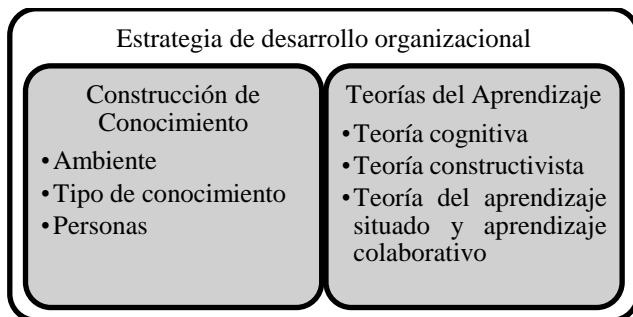 Estrategia de desarrollo organizacional
Construcción de
Conocimiento
•Ambiente
•Tipo de conocimiento
•Personas
Teorías del Aprendizaje
•Teoría cognitiva
•Teoría constructivista
•Teoría del aprendizaje
situado y aprendizaje
colaborativo